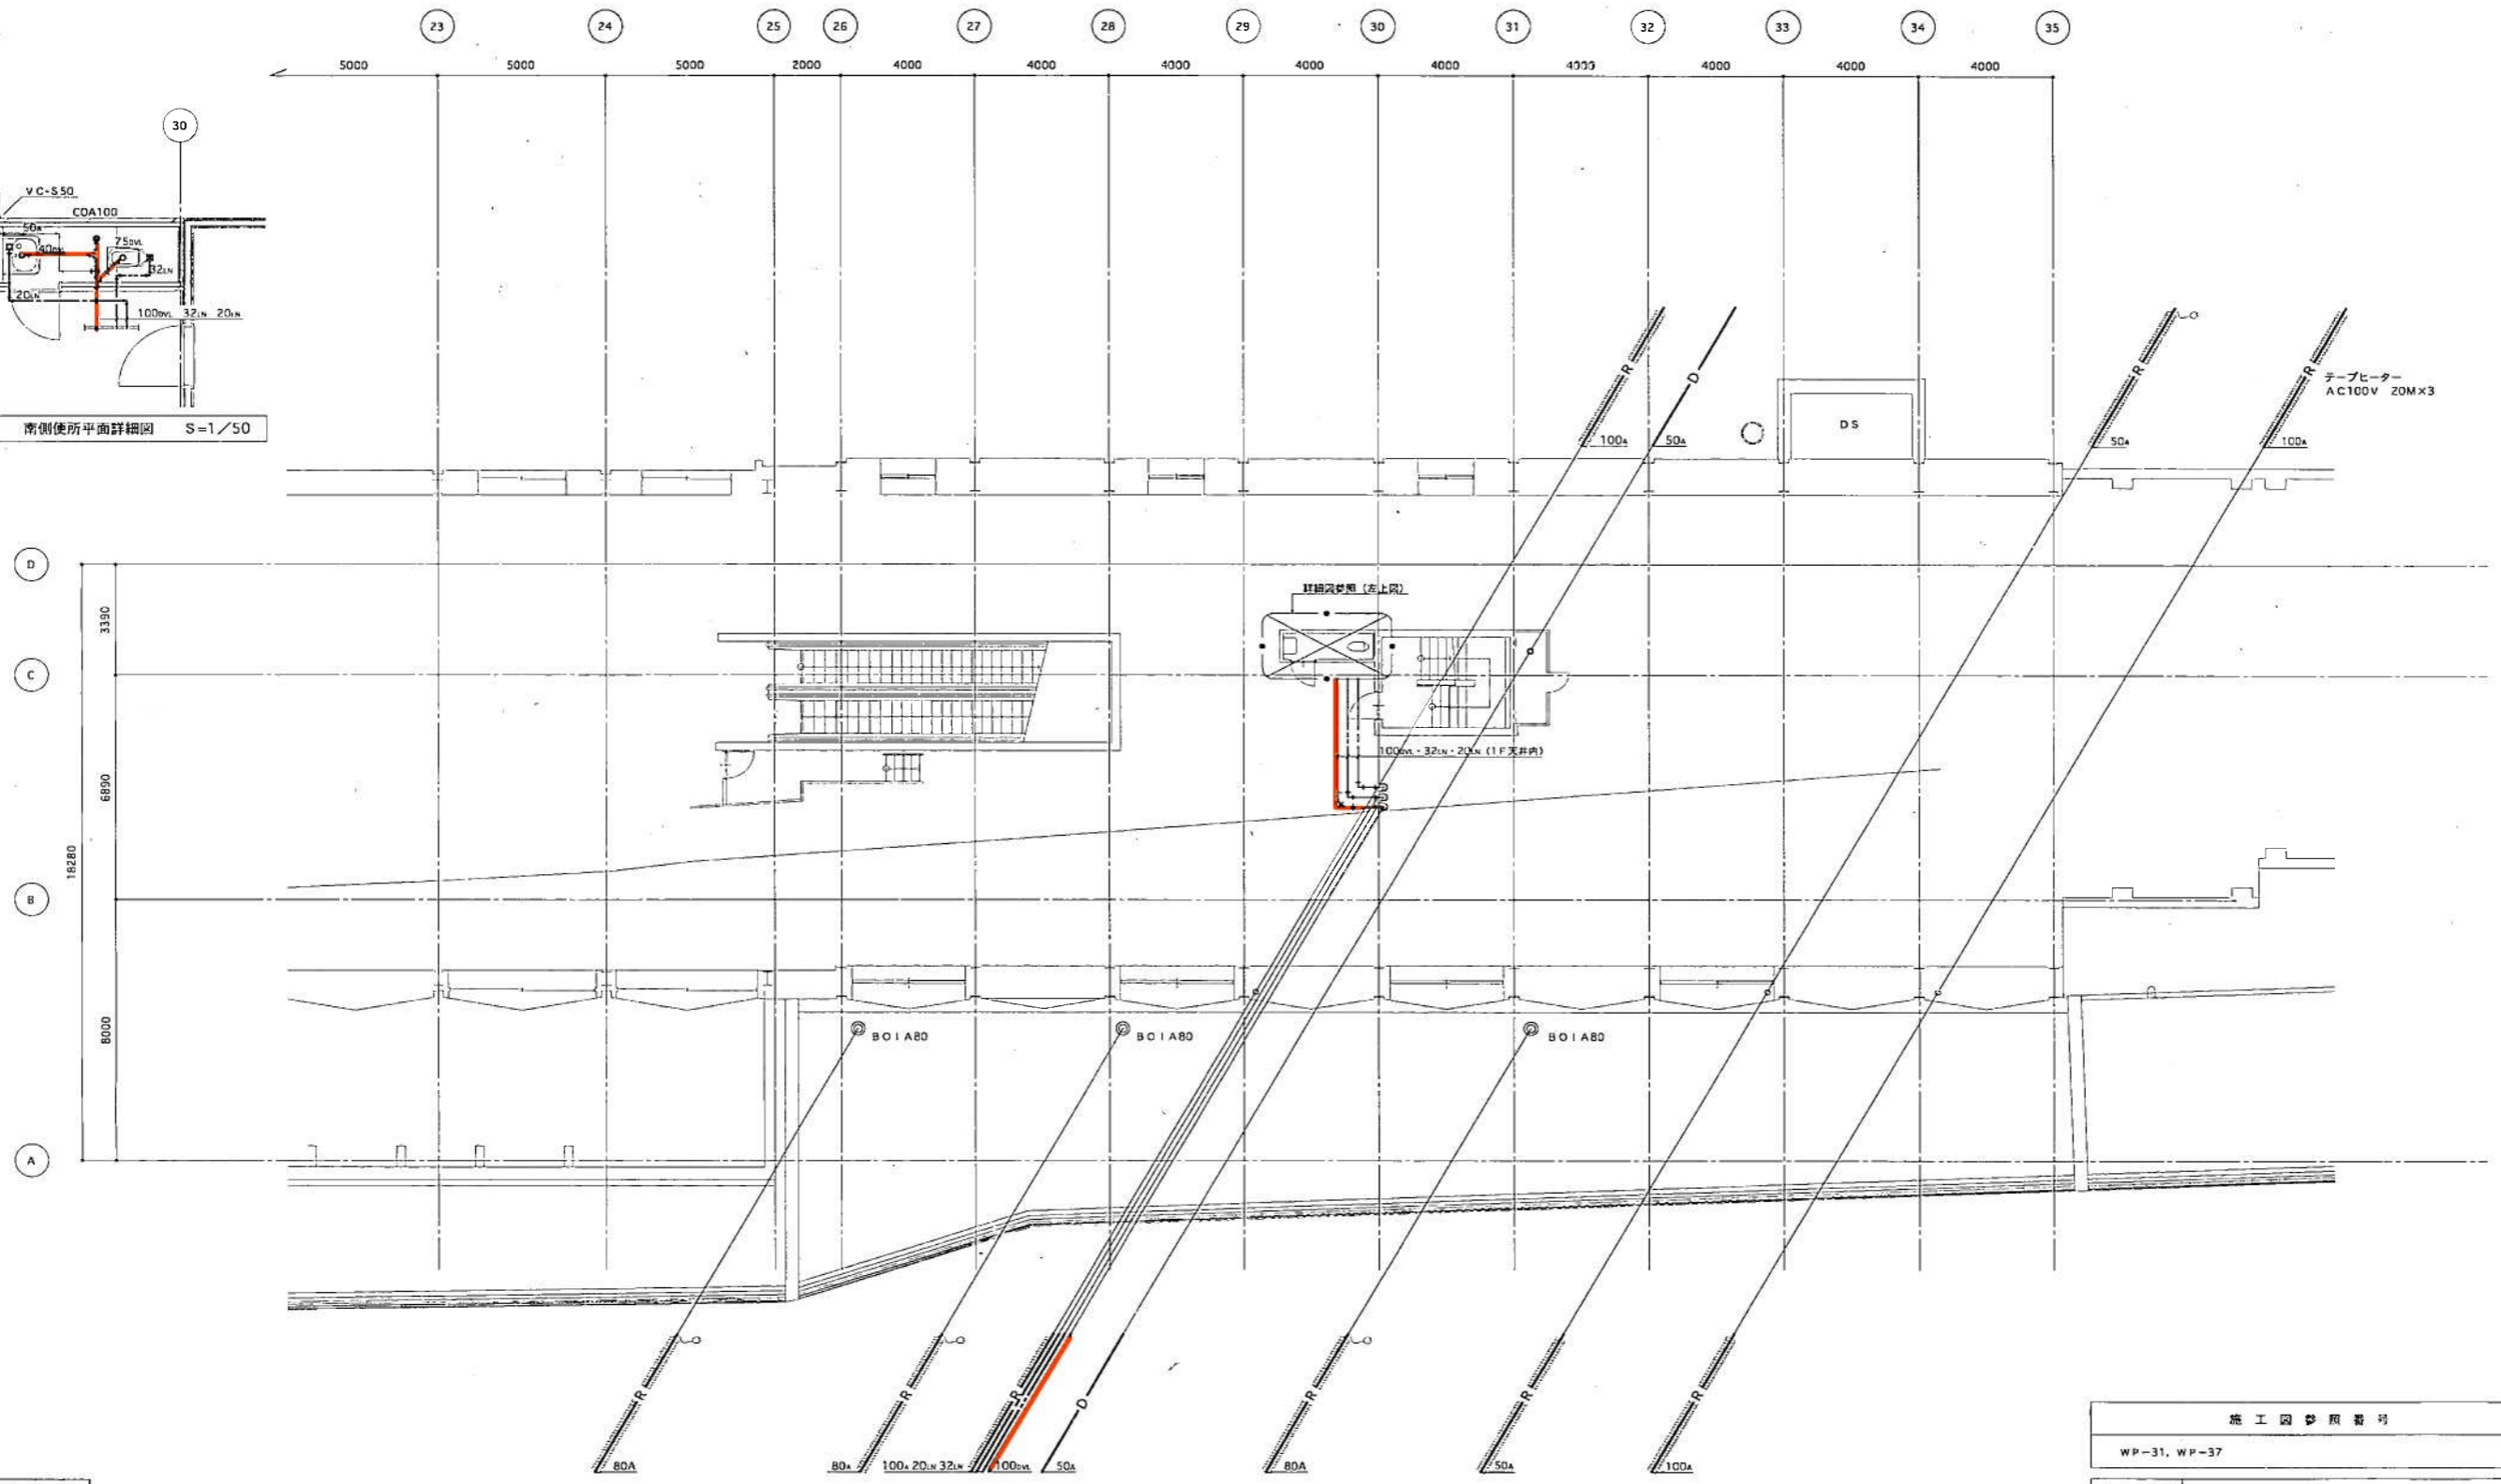 23 24 25 26 27 28 29 30 31 32 33 34 35
5000 5000 5000 2000 4000 4000 4000 4000 4000 4000 4000 4000 4000
30
VC-S50
COA100
50A
40DVL
75DVL
32LN
20LN
100DVL 32LN 20LN
南側便所平面詳細図 S=1/50
R
D
R
R
テープヒーター
AC100V 20M×3
100A
50A
DS
50A
100A
D
3390
詳細図参照（左上図）
C
6890
100DVL・32LN・20LN（1F天井内）
18280
B
8000
BOIA80
BOIA80
BOIA80
A
R
R
R
D
R
R
R
80A
80A
100A 20LN 32LN
100DVL
50A
80A
50A
100A
施工図参照番号
WP-31, WP-37